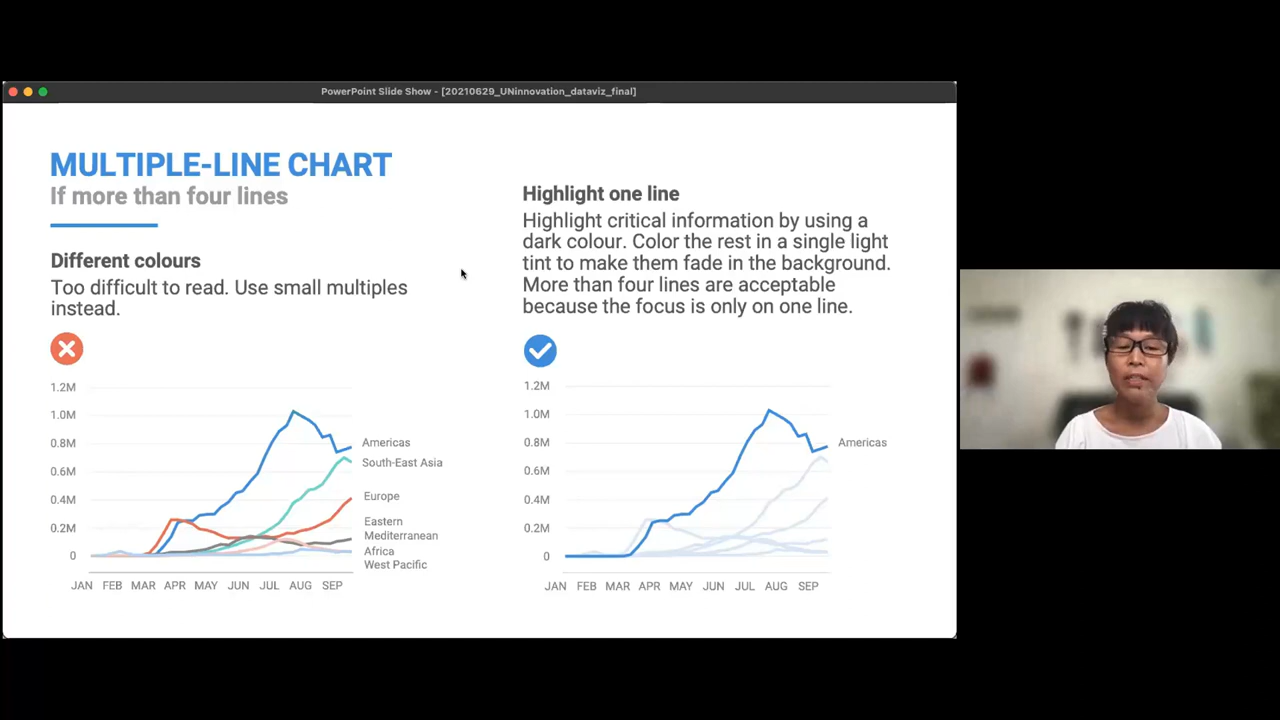 PowerPoint Slide Show - [20210629_UNinnovation_dataviz_final]
MULTIPLE-LINE CHART
If more than four lines
Different colours
Too difficult to read. Use small multiples
instead.
1.2M
1.0M
0.8M
0.6M
0.4M
0.2M
0
Americas
South-East Asia
Europe
Eastern
Mediterranean
Africa
West Pacific
JAN FEB MAR APR MAY JUN JUL AUG SEP
Highlight one line
Highlight critical information by using a
dark colour. Color the rest in a single light
tint to make them fade in the background.
More than four lines are acceptable
because the focus is only on one line.
1.2M
1.0M
0.8M
0.6M
0.4M
0.2M
0
Americas
JAN FEB MAR APR MAY JUN JUL AUG SEP